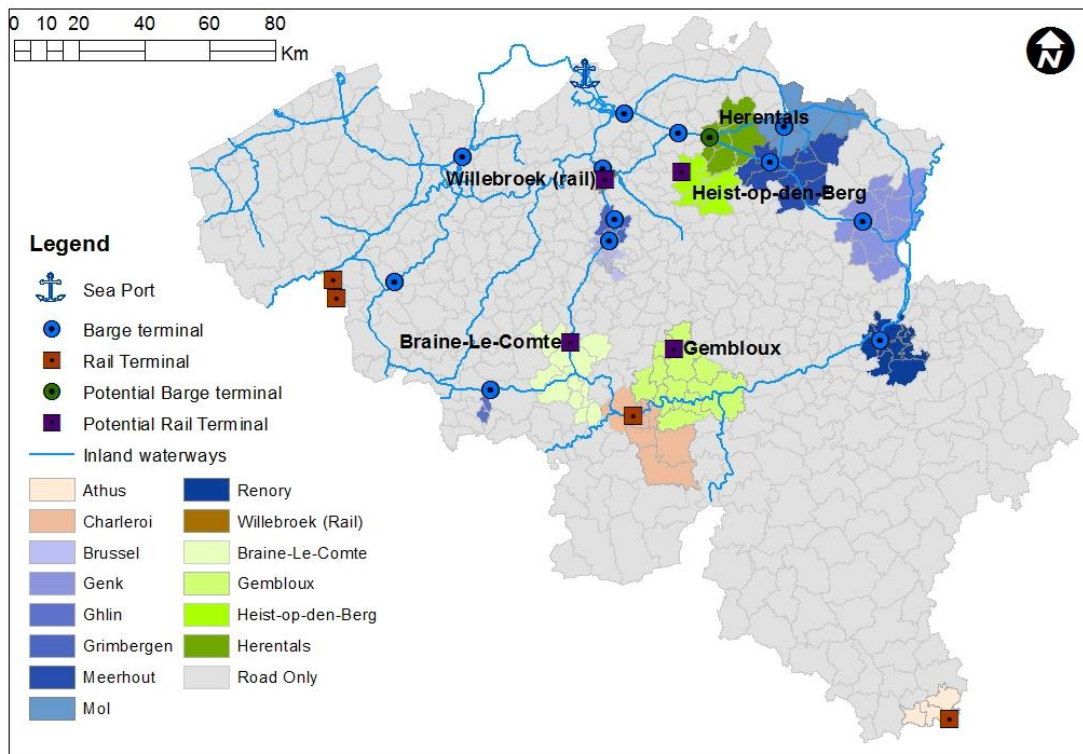 0 10 20 40 60 80
Km
N
Herentals
Willebroek (rail)
Heist-op-den-Berg
Braine-Le-Comte
Gembloux
Legend
Sea Port
Barge terminal
Rail Terminal
Potential Barge terminal
Potential Rail Terminal
Inland waterways
Athus
Charleroi
Brussel
Genk
Ghlin
Grimbergen
Meerhout
Mol
Renory
Willebroek (Rail)
Braine-Le-Comte
Gembloux
Heist-op-den-Berg
Herentals
Road Only